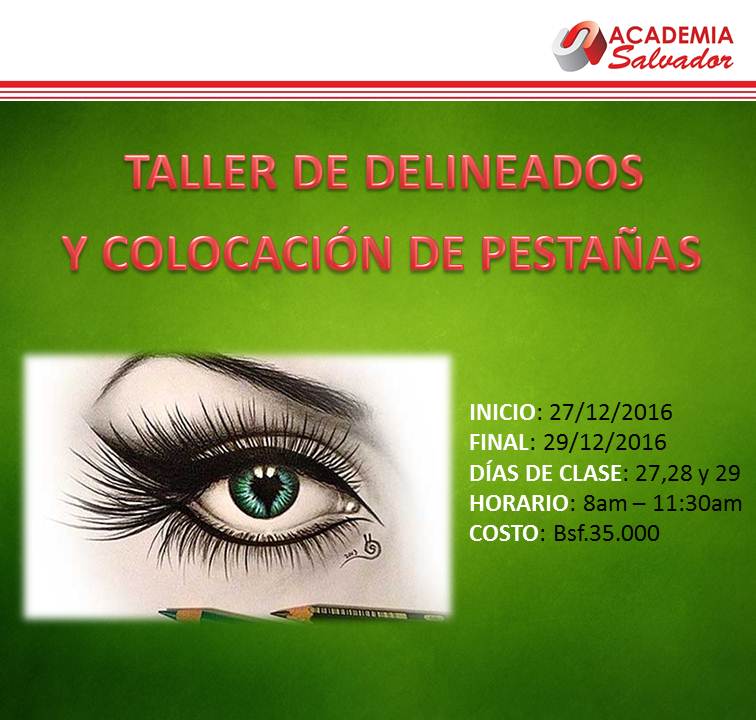 ACADEMIA
Salvador
TALLER DE DELINEADOS
Y COLOCACIÓN DE PESTAÑAS
INICIO: 27/12/2016
FINAL: 29/12/2016
DÍAS DE CLASE: 27,28 y 29
HORARIO: 8am – 11:30am
COSTO: Bsf.35.000